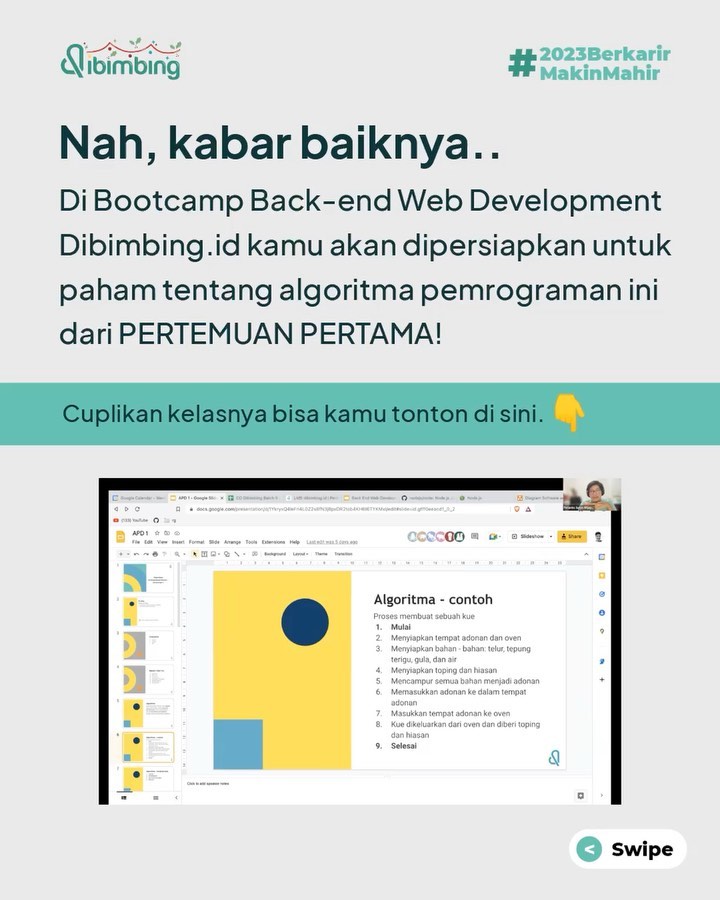 Dibimbing
#2023Berkarir
MakinMahir
Nah, kabar baiknya..
Di Bootcamp Back-end Web Development
Dibimbing.id kamu akan dipersiapkan untuk
paham tentang algoritma pemrograman ini
dari PERTEMUAN PERTAMA!
Cuplikan kelasnya bisa kamu tonton di sini.
APD 1
File Edit View Insert Format Slide Arrange Tools Extensions Help
Slideshow
Share
Background Layout Theme Transition
Algoritma - contoh
Proses membuat sebuah kue
1. Mulai
2. Menyiapkan tempat adonan dan oven
3. Menyiapkan bahan - bahan: telur, tepung
terigu, gula, dan air
4. Menyiapkan toping dan hiasan
5. Mencampur semua bahan menjadi adonan
6. Memasukkan adonan ke dalam tempat
adonan
7. Masukkan tempat adonan ke oven
8. Kue dikeluarkan dari oven dan diberi toping
dan hiasan
9. Selesai
Click to add speaker notes
< Swipe